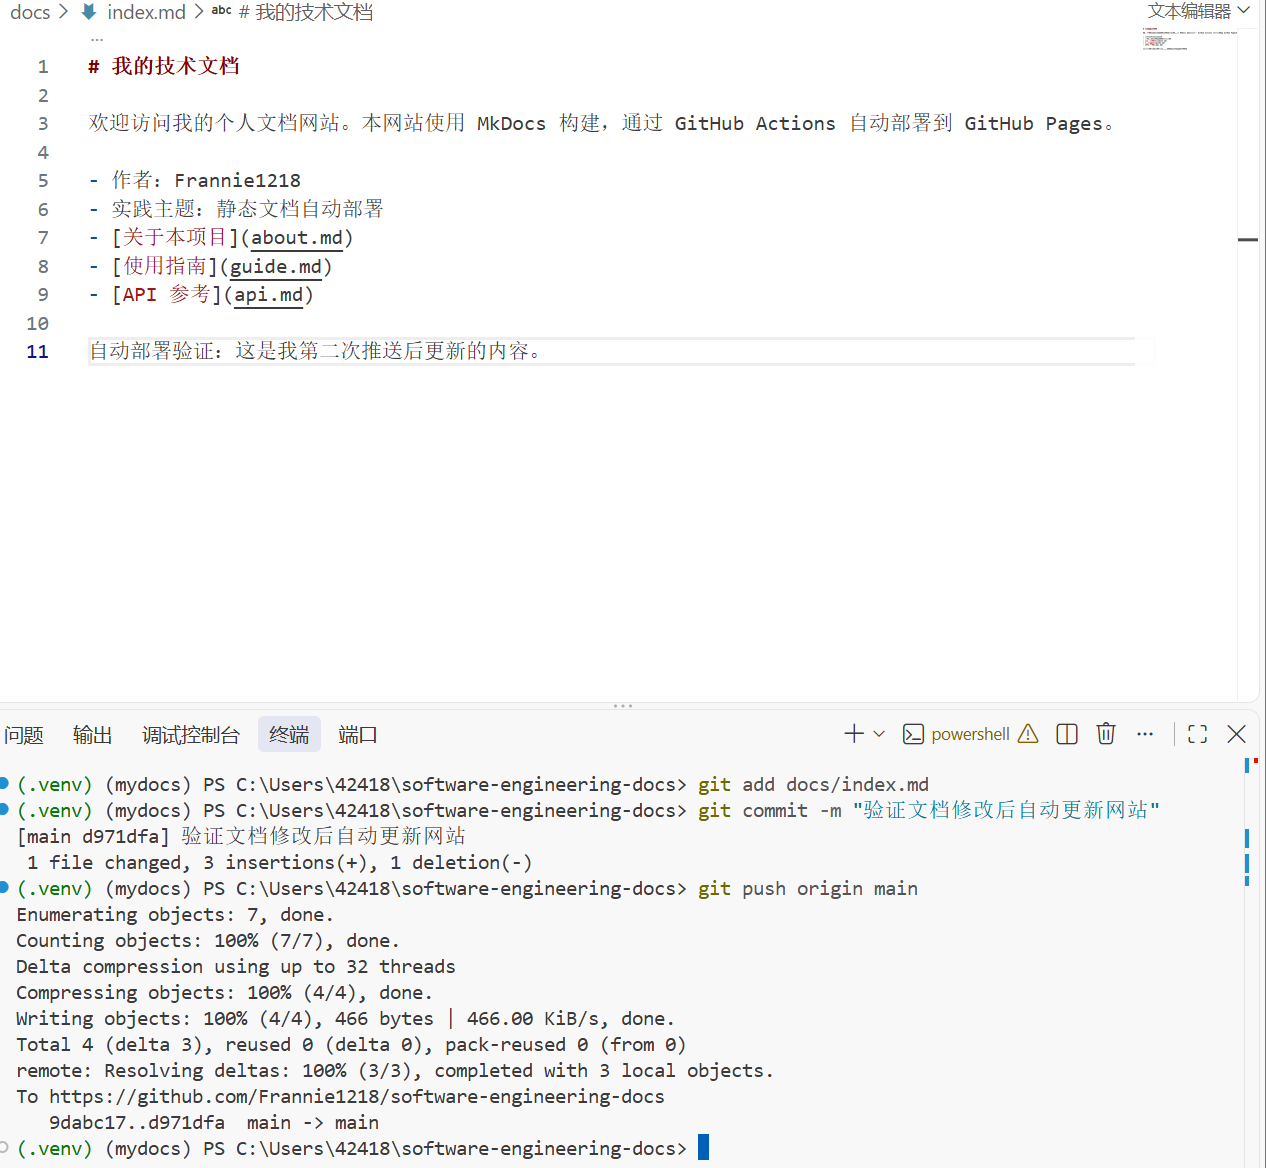 docs > index.md > abc # 我的技术文档
文本编辑器
...
1 # 我的技术文档
2
3 欢迎访问我的个人文档网站。本网站使用 MkDocs 构建，通过 GitHub Actions 自动部署到 GitHub Pages。
4
5 - 作者：Frannie1218
6 - 实践主题：静态文档自动部署
7 - [关于本项目](about.md)
8 - [使用指南](guide.md)
9 - [API 参考](api.md)
10
11 自动部署验证：这是我第二次推送后更新的内容。
问题 输出 调试控制台 终端 端口 powershell
(.venv) (mydocs) PS C:\Users\42418\software-engineering-docs> git add docs/index.md
(.venv) (mydocs) PS C:\Users\42418\software-engineering-docs> git commit -m "验证文档修改后自动更新网站"
[main d971dfa] 验证文档修改后自动更新网站
 1 file changed, 3 insertions(+), 1 deletion(-)
(.venv) (mydocs) PS C:\Users\42418\software-engineering-docs> git push origin main
Enumerating objects: 7, done.
Counting objects: 100% (7/7), done.
Delta compression using up to 32 threads
Compressing objects: 100% (4/4), done.
Writing objects: 100% (4/4), 466 bytes | 466.00 KiB/s, done.
Total 4 (delta 3), reused 0 (delta 0), pack-reused 0 (from 0)
remote: Resolving deltas: 100% (3/3), completed with 3 local objects.
To https://github.com/Frannie1218/software-engineering-docs
   9dabc17..d971dfa  main -> main
(.venv) (mydocs) PS C:\Users\42418\software-engineering-docs>